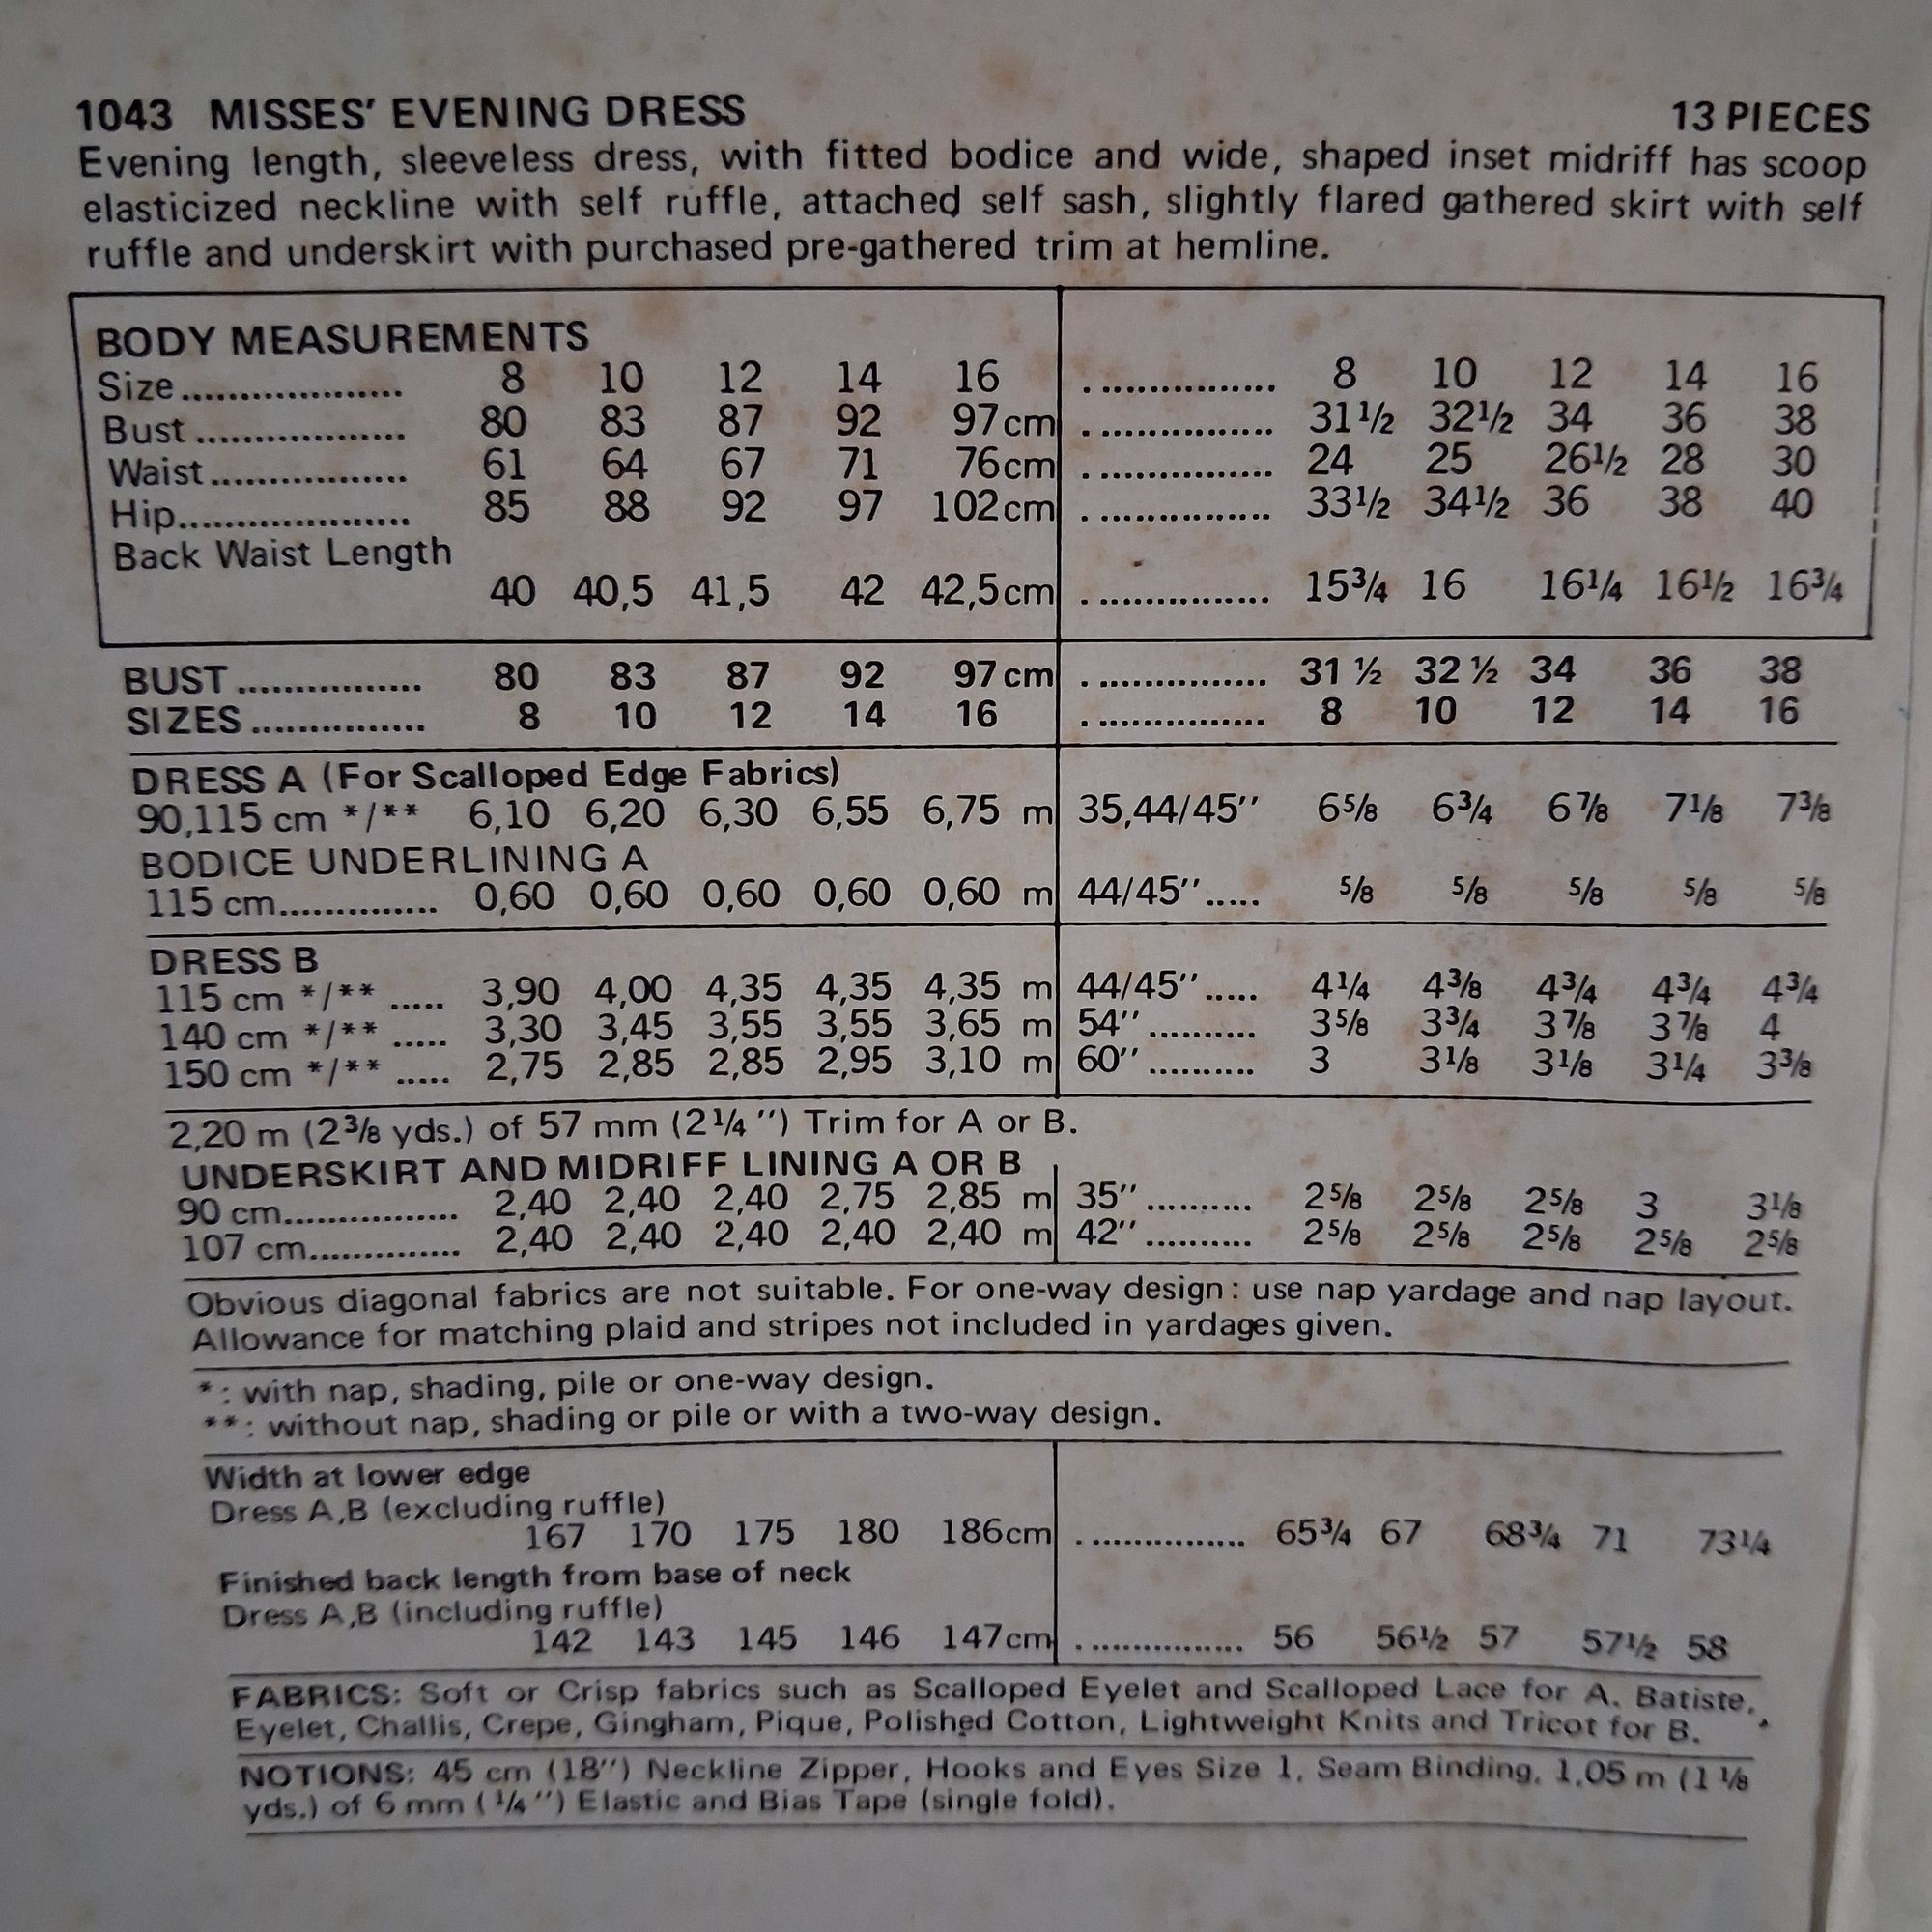 1043 MISSES' EVENING DRESS 13 PIECES
Evening length, sleeveless dress, with fitted bodice and wide, shaped inset midriff has scoop
elasticized neckline with self ruffle, attached self sash, slightly flared gathered skirt with self
ruffle and underskirt with purchased pre-gathered trim at hemline.
BODY MEASUREMENTS
Size.................... 8 10 12 14 16 ................. 8 10 12 14 16
Bust .................. 80 83 87 92 97cm ................. 31½ 32½ 34 36 38
Waist ................. 61 64 67 71 76cm ................. 24 25 26½ 28 30
Hip.................... 85 88 92 97 102cm ................. 33½ 34½ 36 38 40
Back Waist Length
40 40,5 41,5 42 42,5cm ................. 15¾ 16 16¼ 16½ 16¾
BUST ................ 80 83 87 92 97cm ................ 31 ½ 32 ½ 34 36 38
SIZES ............... 8 10 12 14 16 ................ 8 10 12 14 16
DRESS A (For Scalloped Edge Fabrics)
90,115 cm */** 6,10 6,20 6,30 6,55 6,75 m 35,44/45'' 6⅝ 6¾ 6⅞ 7⅛ 7⅜
BODICE UNDERLINING A
115 cm.............. 0,60 0,60 0,60 0,60 0,60 m 44/45''..... ⅝ ⅝ ⅝ ⅝ ⅝
DRESS B
115 cm */** ..... 3,90 4,00 4,35 4,35 4,35 m 44/45''..... 4¼ 4⅜ 4¾ 4¾ 4¾
140 cm */** ..... 3,30 3,45 3,55 3,55 3,65 m 54''.......... 3⅝ 3¾ 3⅞ 3⅞ 4
150 cm */** ..... 2,75 2,85 2,85 2,95 3,10 m 60'' .......... 3 3⅛ 3⅛ 3¼ 3⅜
2,20 m (2⅜ yds.) of 57 mm (2¼ '') Trim for A or B.
UNDERSKIRT AND MIDRIFF LINING A OR B
90 cm................ 2,40 2,40 2,40 2,75 2,85 m 35'' .......... 2⅝ 2⅝ 2⅝ 3 3⅛
107 cm.............. 2,40 2,40 2,40 2,40 2,40 m 42'' .......... 2⅝ 2⅝ 2⅝ 2⅝ 2⅝
Obvious diagonal fabrics are not suitable. For one-way design: use nap yardage and nap layout.
Allowance for matching plaid and stripes not included in yardages given.
*: with nap, shading, pile or one-way design.
**: without nap, shading or pile or with a two-way design.
Width at lower edge
Dress A,B (excluding ruffle)
167 170 175 180 186cm ................ 65¾ 67 68¾ 71 73¼
Finished back length from base of neck
Dress A,B (including ruffle)
142 143 145 146 147cm ................ 56 56½ 57 57½ 58
FABRICS: Soft or Crisp fabrics such as Scalloped Eyelet and Scalloped Lace for A. Batiste,
Eyelet, Challis, Crepe, Gingham, Pique, Polished Cotton, Lightweight Knits and Tricot for B.
NOTIONS: 45 cm (18'') Neckline Zipper, Hooks and Eyes Size 1, Seam Binding, 1,05 m (1 ⅛
yds.) of 6 mm (¼'') Elastic and Bias Tape (single fold).